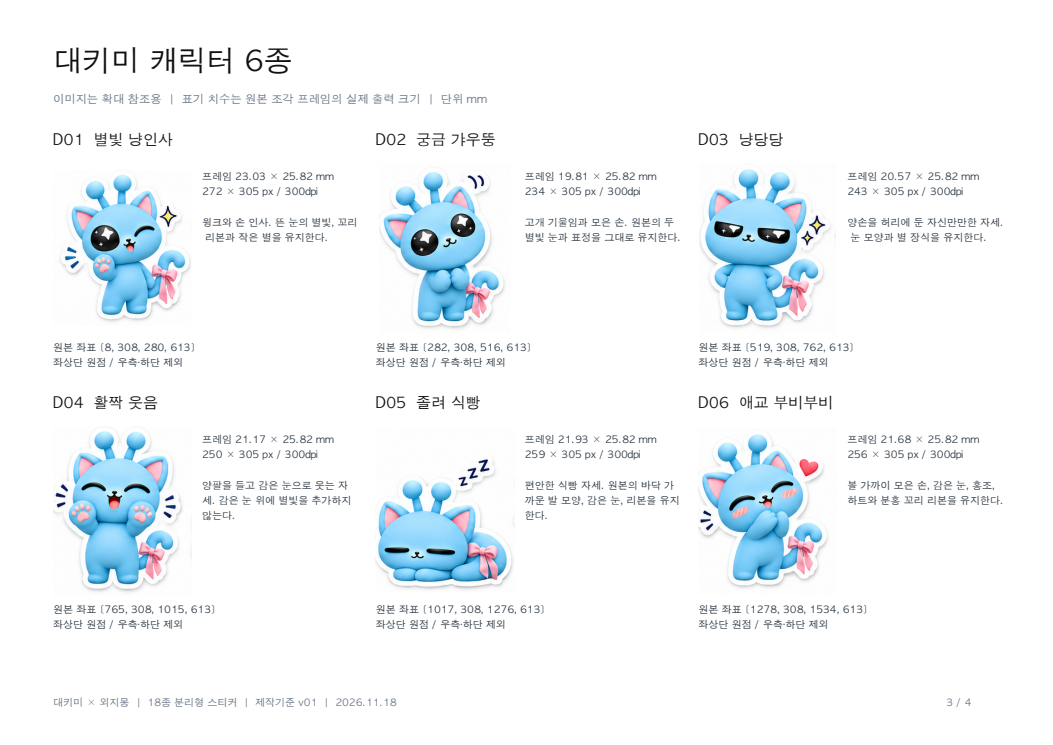 대키미 캐릭터 6종
이미지는 확대 참조용 | 표기 치수는 원본 조각 프레임의 실제 출력 크기 | 단위 mm
D01 별빛 냥인사
프레임 23.03 × 25.82 mm
272 × 305 px / 300dpi
윙크와 손 인사. 뜬 눈의 별빛, 꼬리
리본과 작은 별을 유지한다.
원본 좌표 [8, 308, 280, 613]
좌상단 원점 / 우측·하단 제외
D02 궁금 갸우뚱
프레임 19.81 × 25.82 mm
234 × 305 px / 300dpi
고개 기울임과 모은 손. 원본의 두
별빛 눈과 표정을 그대로 유지한다.
원본 좌표 [282, 308, 516, 613]
좌상단 원점 / 우측·하단 제외
D03 냥당당
프레임 20.57 × 25.82 mm
243 × 305 px / 300dpi
양손을 허리에 둔 자신만만한 자세.
눈 모양과 별 장식을 유지한다.
원본 좌표 [519, 308, 762, 613]
좌상단 원점 / 우측·하단 제외
D04 활짝 웃음
프레임 21.17 × 25.82 mm
250 × 305 px / 300dpi
양팔을 들고 감은 눈으로 웃는 자
세. 감은 눈 위에 별빛을 추가하지
않는다.
원본 좌표 [765, 308, 1015, 613]
좌상단 원점 / 우측·하단 제외
D05 졸려 식빵
zzZ
프레임 21.93 × 25.82 mm
259 × 305 px / 300dpi
편안한 식빵 자세. 원본의 바닥 가
까운 발 모양, 감은 눈, 리본을 유지
한다.
원본 좌표 [1017, 308, 1276, 613]
좌상단 원점 / 우측·하단 제외
D06 애교 부비부비
프레임 21.68 × 25.82 mm
256 × 305 px / 300dpi
볼 가까이 모은 손, 감은 눈, 홍조,
하트와 분홍 꼬리 리본을 유지한다.
원본 좌표 [1278, 308, 1534, 613]
좌상단 원점 / 우측·하단 제외
대키미 × 외지몽 | 18종 분리형 스티커 | 제작기준 v01 | 2026.11.18
3 / 4